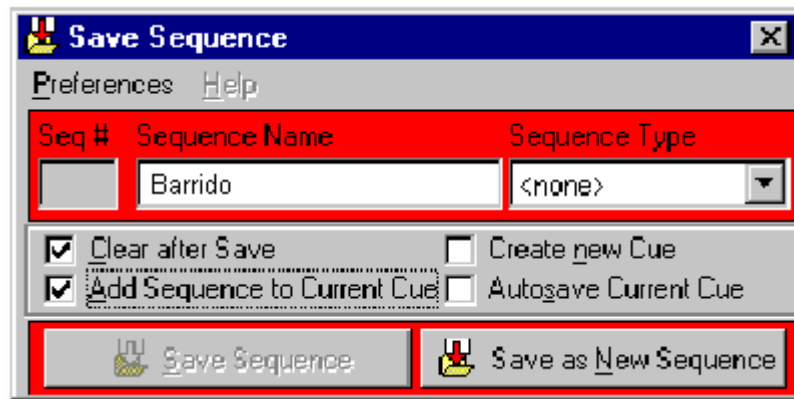 Save Sequence
Preferences Help
Seq # Sequence Name Sequence Type
Barrido <none>
Clear after Save Create new Cue
Add Sequence to Current Cue Autosave Current Cue
Save Sequence Save as New Sequence